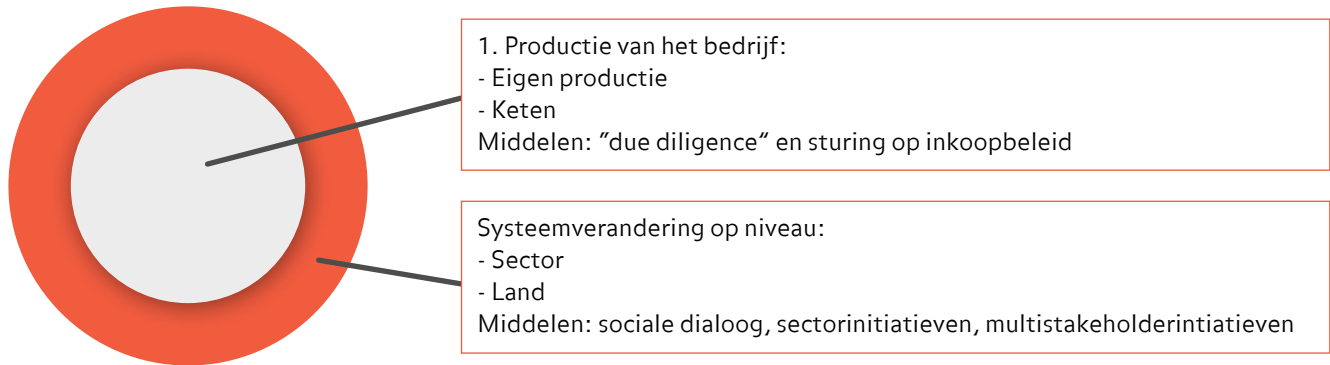 1. Productie van het bedrijf:
- Eigen productie
- Keten
Middelen: ”due diligence“ en sturing op inkoopbeleid
Systeemverandering op niveau:
- Sector
- Land
Middelen: sociale dialoog, sectorinitiatieven, multistakeholderintiatieven